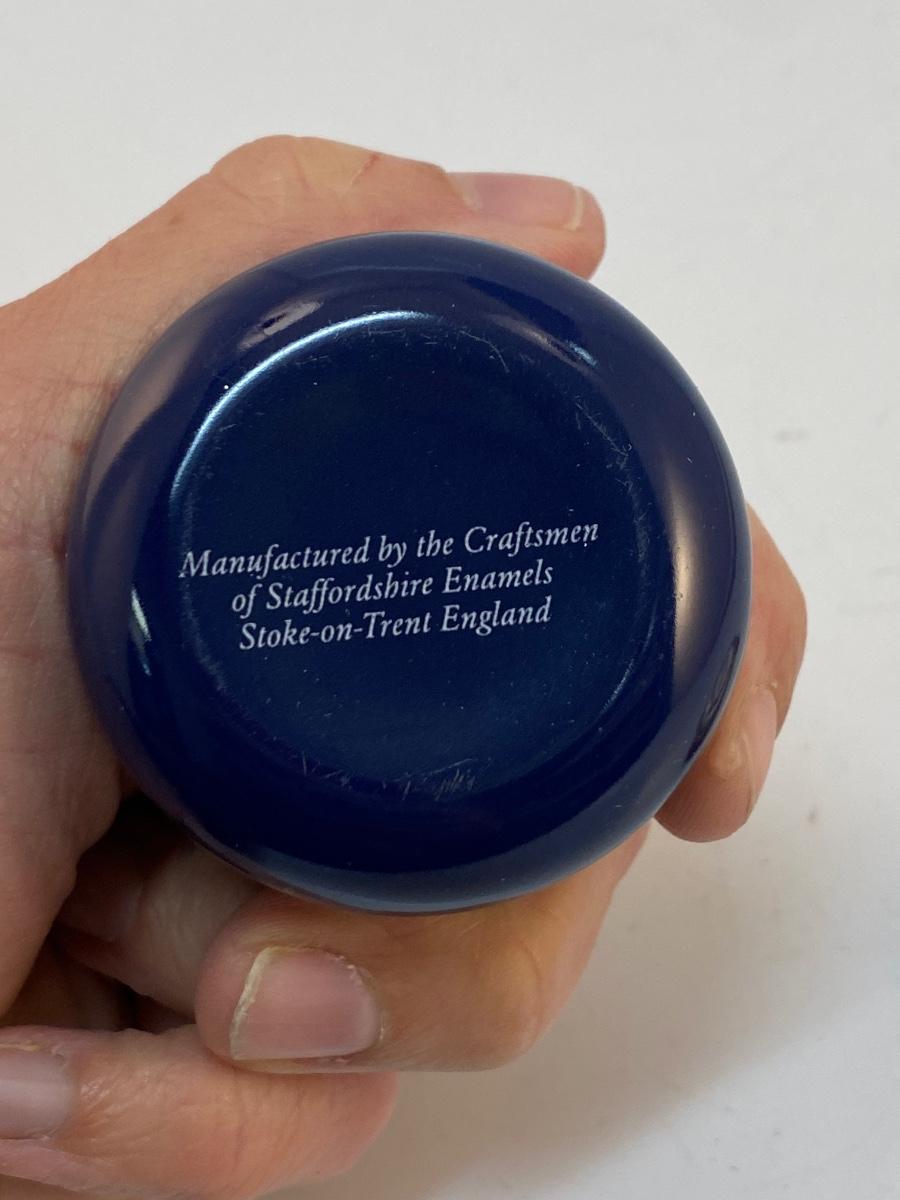 Manufactured by the Craftsmen
of Staffordshire Enamels
Stoke-on-Trent England